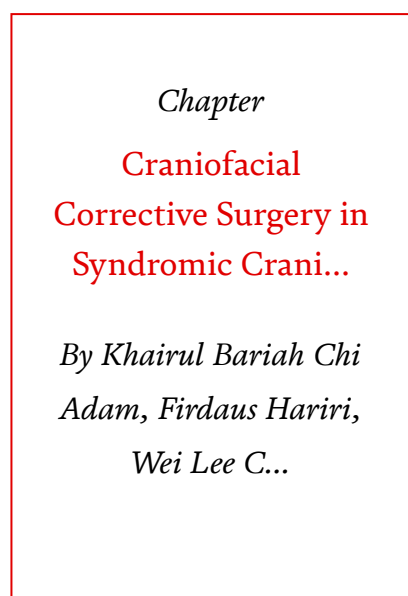 Chapter
Craniofacial
Corrective Surgery in
Syndromic Crani...
By Khairul Bariah Chi
Adam, Firdaus Hariri,
Wei Lee C...